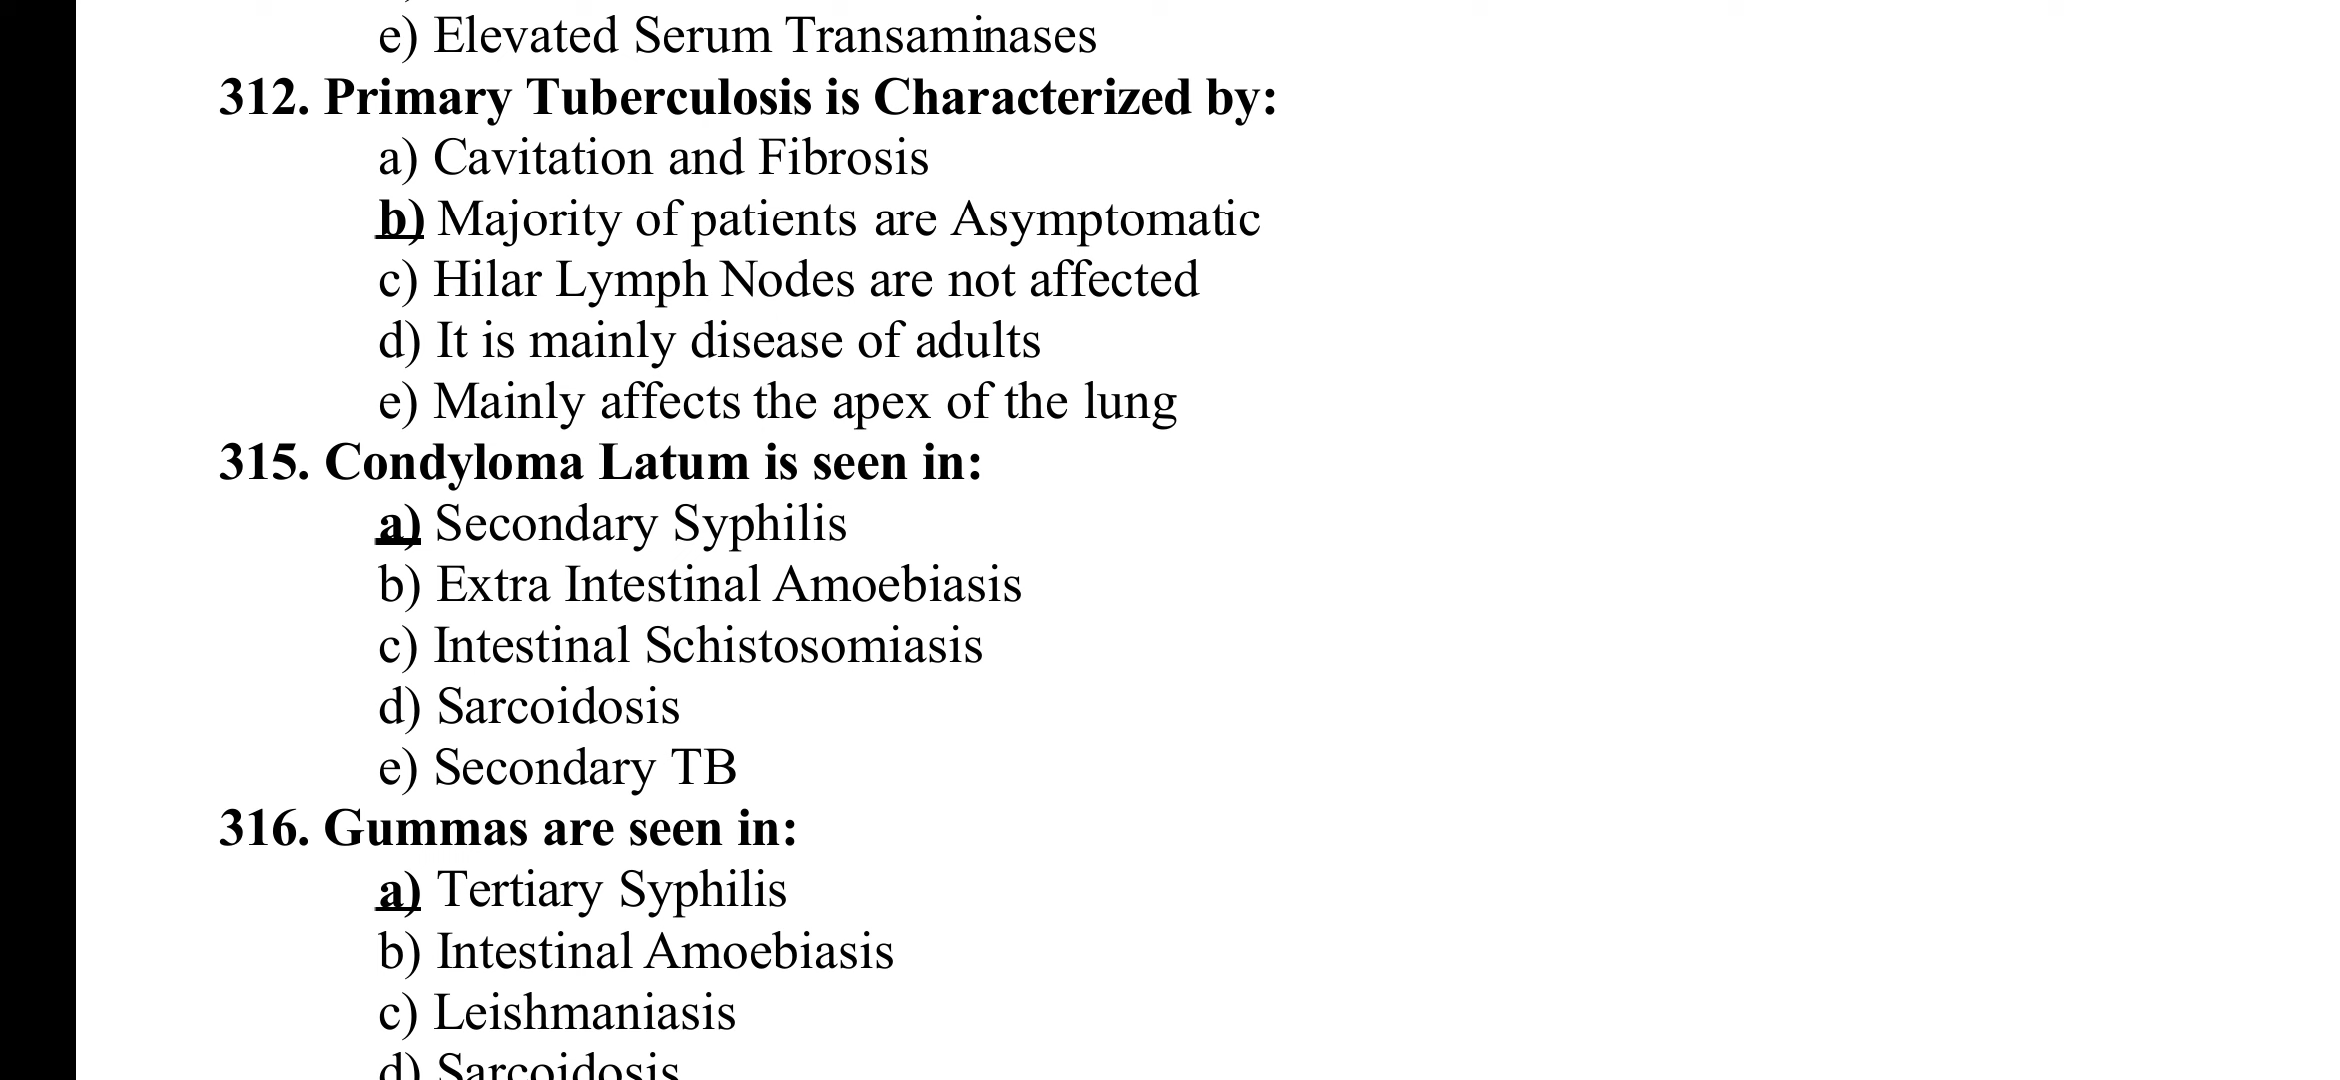 e) Elevated Serum Transaminases
312. Primary Tuberculosis is Characterized by:
a) Cavitation and Fibrosis
b) Majority of patients are Asymptomatic
c) Hilar Lymph Nodes are not affected
d) It is mainly disease of adults
e) Mainly affects the apex of the lung
315. Condyloma Latum is seen in:
a) Secondary Syphilis
b) Extra Intestinal Amoebiasis
c) Intestinal Schistosomiasis
d) Sarcoidosis
e) Secondary TB
316. Gummas are seen in:
a) Tertiary Syphilis
b) Intestinal Amoebiasis
c) Leishmaniasis
d) Sarcoidosis